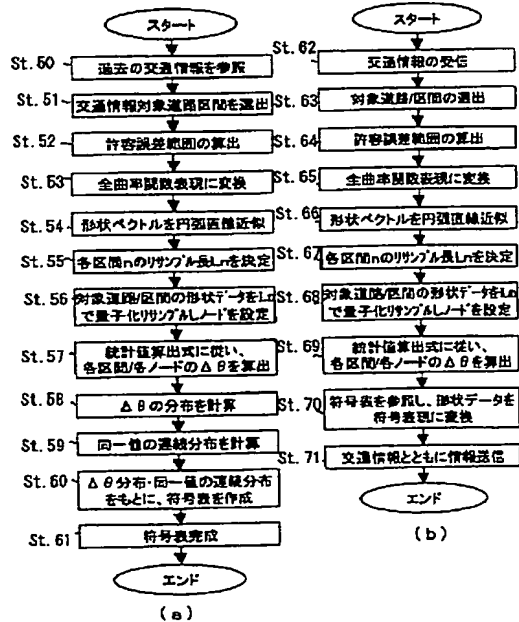 スタート
St.50
過去の交通情報を参照
St.51
交通情報対象道路区間を選出
St.52
許容誤差範囲の算出
St.53
全曲率関数表現に変換
St.54
形状ベクトルを円弧直線近似
St.55
各区間nのリサンプル長Lnを決定
St.56
対象道路/区間の形状データをLn
で量子化リサンプルしノードを設定
St.57
統計値算出式に従い、
各区間/各ノードのΔθを算出
St.58
Δθの分布を計算
St.59
同一値の連続分布を計算
St.60
Δθ分布・同一値の連続分布
をもとに、符号表を作成
St.61
符号表完成
エンド
(a)
スタート
St.62
交通情報の受信
St.63
対象道路/区間の選出
St.64
許容誤差範囲の算出
St.65
全曲率関数表現に変換
St.66
形状ベクトルを円弧直線近似
St.67
各区間nのリサンプル長Lnを決定
St.68
対象道路/区間の形状データをLn
で量子化リサンプルしノードを設定
St.69
統計値算出式に従い、
各区間/各ノードのΔθを算出
St.70
符号表を参照し、形状データを
符号表現に変換
St.71
交通情報とともに情報送信
エンド
(b)